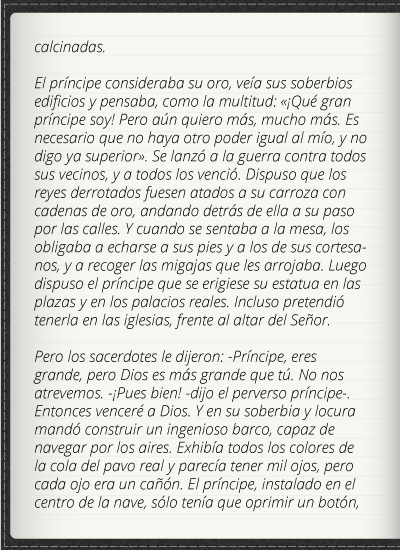 calcinadas.
El príncipe consideraba su oro, veía sus soberbios
edificios y pensaba, como la multitud: «¡Qué gran
príncipe soy! Pero aún quiero más, mucho más. Es
necesario que no haya otro poder igual al mío, y no
digo ya superior». Se lanzó a la guerra contra todos
sus vecinos, y a todos los venció. Dispuso que los
reyes derrotados fuesen atados a su carroza con
cadenas de oro, andando detrás de ella a su paso
por las calles. Y cuando se sentaba a la mesa, los
obligaba a echarse a sus pies y a los de sus cortesa-
nos, y a recoger las migajas que les arrojaba. Luego
dispuso el príncipe que se erigiese su estatua en las
plazas y en los palacios reales. Incluso pretendió
tenerla en las iglesias, frente al altar del Señor.
Pero los sacerdotes le dijeron: -Príncipe, eres
grande, pero Dios es más grande que tú. No nos
atrevemos. -¡Pues bien! -dijo el perverso príncipe-.
Entonces venceré a Dios. Y en su soberbia y locura
mandó construir un ingenioso barco, capaz de
navegar por los aires. Exhibía todos los colores de
la cola del pavo real y parecía tener mil ojos, pero
cada ojo era un cañón. El príncipe, instalado en el
centro de la nave, sólo tenía que oprimir un botón,